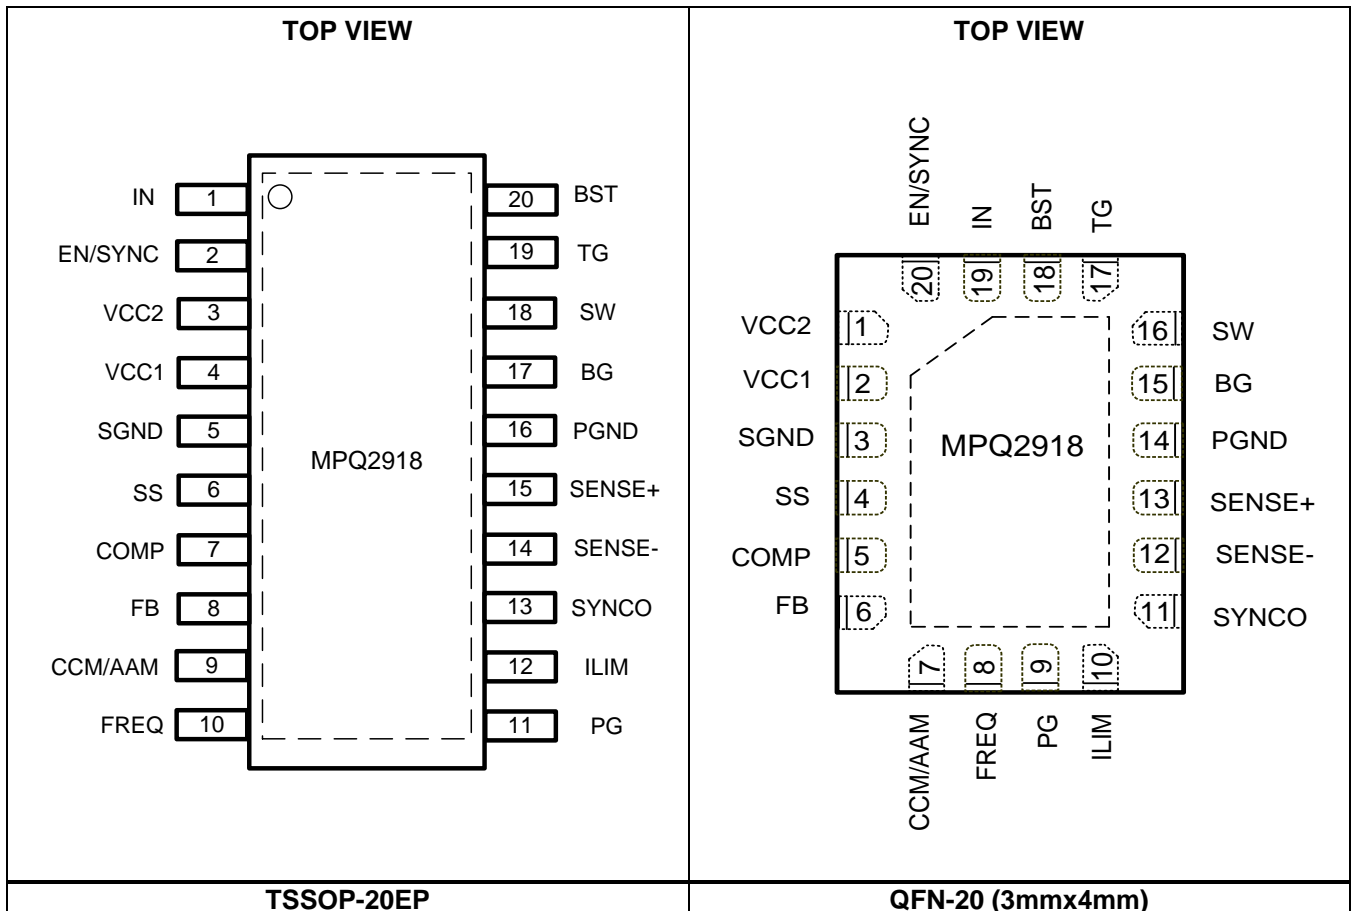 TOP VIEW
IN 1
EN/SYNC 2
VCC2 3
VCC1 4
SGND 5
SS 6
COMP 7
FB 8
CCM/AAM 9
FREQ 10
MPQ2918
20 BST
19 TG
18 SW
17 BG
16 PGND
15 SENSE+
14 SENSE-
13 SYNCO
12 ILIM
11 PG
TSSOP-20EP
TOP VIEW
EN/SYNC 20
IN 19
BST 18
TG 17
VCC2 1
VCC1 2
SGND 3
SS 4
COMP 5
FB 6
MPQ2918
16 SW
15 BG
14 PGND
13 SENSE+
12 SENSE-
11 SYNCO
7 CCM/AAM
8 FREQ
9 PG
10 ILIM
QFN-20 (3mmx4mm)